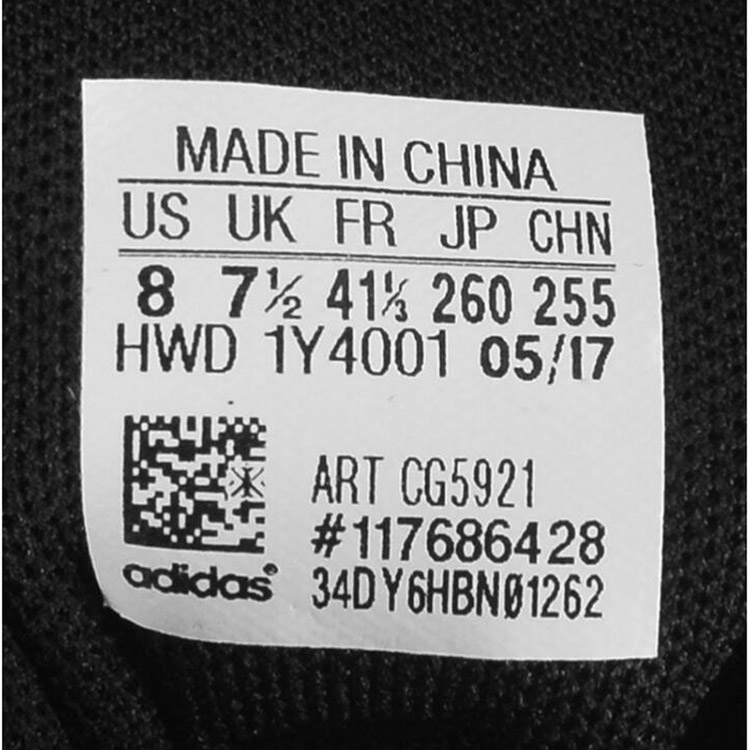 MADE IN CHINA
US UK FR JP CHN
8 7½ 41⅓ 260 255
HWD 1Y4001 05/17
ART CG5921
#117686428
34DY6HBN01262
adidas®